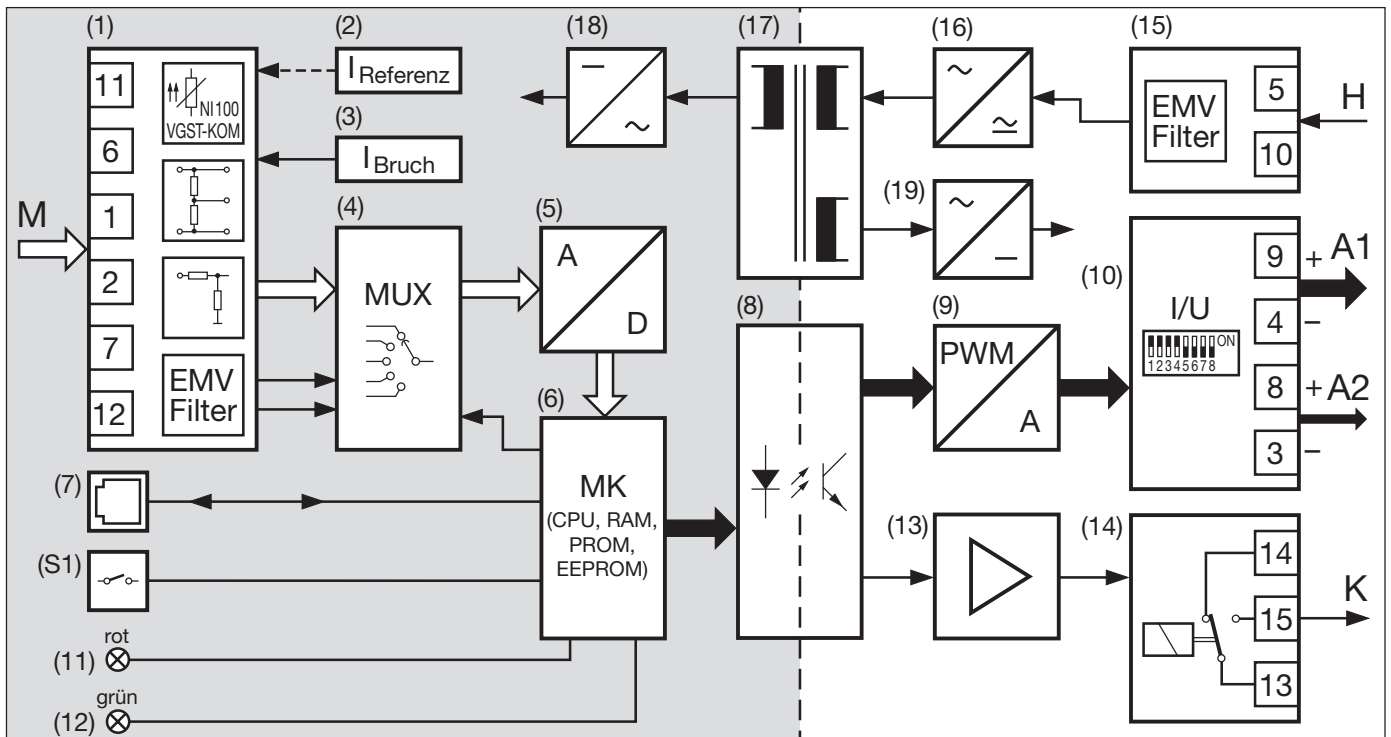 (1)
11
6
1
2
7
12
NI100
VGST-KOM
EMV
Filter
M
(2)
I Referenz
(3)
I Bruch
(4)
MUX
(5)
A
D
(6)
MK
(CPU, RAM,
PROM,
EEPROM)
(7)
(S1)
rot
(11)
grün
(12)
(18)
(17)
(16)
(15)
EMV
Filter
5
10
H
(19)
(8)
(9)
PWM
A
(10)
I/U
ON
12345678
9
4
8
3
+ A1
–
+ A2
–
(13)
(14)
14
15
13
K